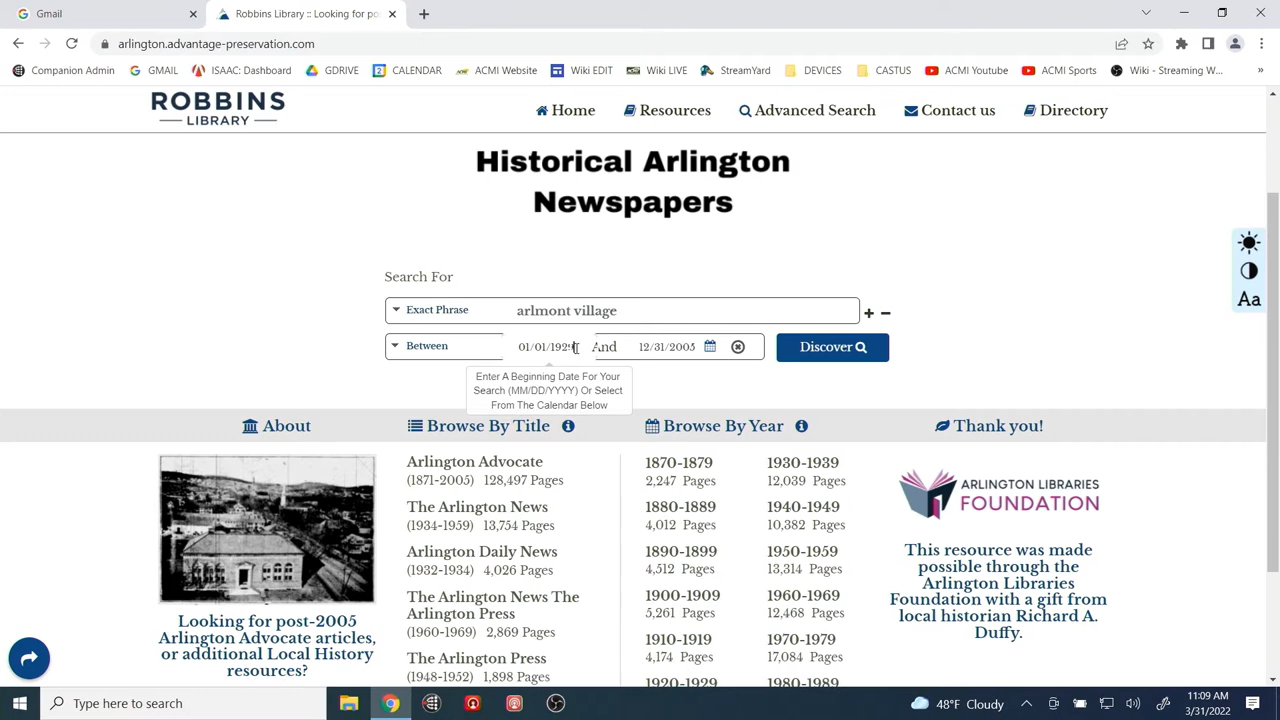 Gmail
Robbins Library :: Looking for po
arlington.advantage-preservation.com
Companion Admin
GMAIL
ISAAC: Dashboard
GDRIVE
CALENDAR
ACMI Website
Wiki EDIT
Wiki LIVE
StreamYard
DEVICES
CASTUS
ACMI Youtube
ACMI Sports
Wiki - Streaming W...
»
ROBBINS
LIBRARY
Home
Resources
Advanced Search
Contact us
Directory
Historical Arlington
Newspapers
Search For
Exact Phrase
arlmont village
Between
01/01/1929
And
12/31/2005
Discover
Enter A Beginning Date For Your
Search (MM/DD/YYYY) Or Select
From The Calendar Below
Aa
About
Browse By Title
Browse By Year
Thank you!
Looking for post-2005
Arlington Advocate articles,
or additional Local History
resources?
Arlington Advocate
(1871-2005) 128,497 Pages
The Arlington News
(1934-1959) 13,754 Pages
Arlington Daily News
(1932-1934) 4,026 Pages
The Arlington News The
Arlington Press
(1960-1969) 2,869 Pages
The Arlington Press
(1948-1952) 1,898 Pages
1870-1879
2,247 Pages
1880-1889
4,012 Pages
1890-1899
4,512 Pages
1900-1909
5,261 Pages
1910-1919
4,174 Pages
1920-1929
1930-1939
12,039 Pages
1940-1949
10,382 Pages
1950-1959
13,314 Pages
1960-1969
12,468 Pages
1970-1979
17,084 Pages
1980-1989
ARLINGTON LIBRARIES
FOUNDATION
This resource was made
possible through the
Arlington Libraries
Foundation with a gift from
local historian Richard A.
Duffy.
Type here to search
48°F Cloudy
11:09 AM
3/31/2022